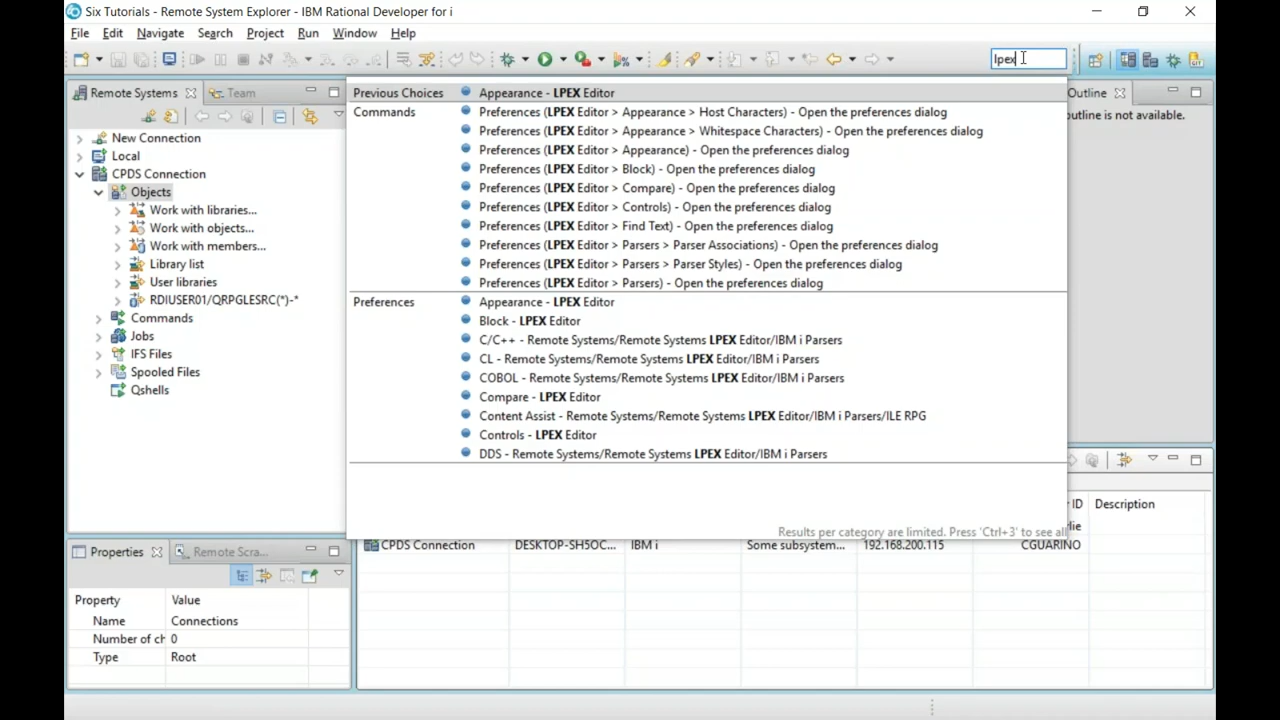 Six Tutorials - Remote System Explorer - IBM Rational Developer for i
File Edit Navigate Search Project Run Window Help
lpex
Remote Systems
Team
New Connection
Local
CPDS Connection
Objects
Work with libraries...
Work with objects...
Work with members...
Library list
User libraries
RDIUSER01/QRPGLESRC(*)-*
Commands
Jobs
IFS Files
Spooled Files
Qshells
Previous Choices Appearance - LPEX Editor
Commands Preferences (LPEX Editor > Appearance > Host Characters) - Open the preferences dialog
Preferences (LPEX Editor > Appearance > Whitespace Characters) - Open the preferences dialog
Preferences (LPEX Editor > Appearance) - Open the preferences dialog
Preferences (LPEX Editor > Block) - Open the preferences dialog
Preferences (LPEX Editor > Compare) - Open the preferences dialog
Preferences (LPEX Editor > Controls) - Open the preferences dialog
Preferences (LPEX Editor > Find Text) - Open the preferences dialog
Preferences (LPEX Editor > Parsers > Parser Associations) - Open the preferences dialog
Preferences (LPEX Editor > Parsers > Parser Styles) - Open the preferences dialog
Preferences (LPEX Editor > Parsers) - Open the preferences dialog
Preferences Appearance - LPEX Editor
Block - LPEX Editor
C/C++ - Remote Systems/Remote Systems LPEX Editor/IBM i Parsers
CL - Remote Systems/Remote Systems LPEX Editor/IBM i Parsers
COBOL - Remote Systems/Remote Systems LPEX Editor/IBM i Parsers
Compare - LPEX Editor
Content Assist - Remote Systems/Remote Systems LPEX Editor/IBM i Parsers/ILE RPG
Controls - LPEX Editor
DDS - Remote Systems/Remote Systems LPEX Editor/IBM i Parsers
Results per category are limited. Press 'Ctrl+3' to see all
Outline
outline is not available.
ID Description
lie
CPDS Connection DESKTOP-SH5OC... IBM i Some subsystem... 192.168.200.115 CGUARINO
Properties
Remote Scra...
Property Value
Name Connections
Number of ch 0
Type Root